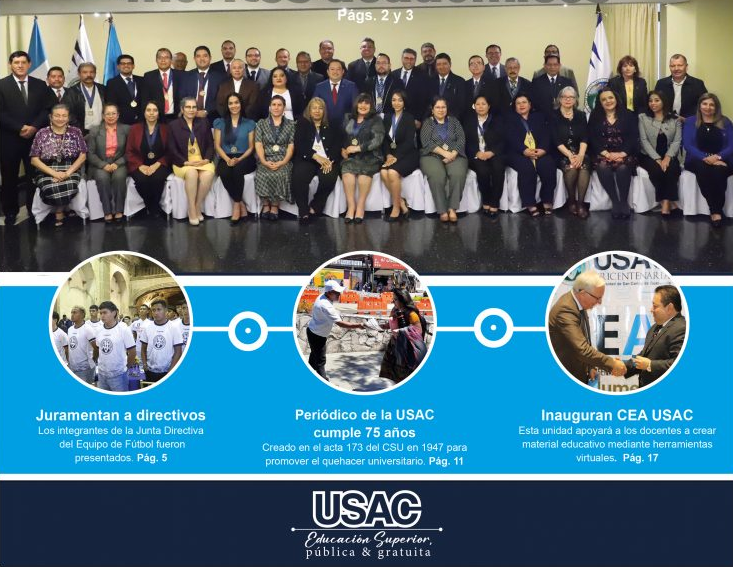 Págs. 2 y 3
USAC
TRICENTENARIA
CEA
Juramentan a directivos
Los integrantes de la Junta Directiva
del Equipo de Fútbol fueron
presentados. Pág. 5
Periódico de la USAC
cumple 75 años
Creado en el acta 173 del CSU en 1947 para
promover el quehacer universitario. Pág. 11
Inauguran CEA USAC
Esta unidad apoyará a los docentes a crear
material educativo mediante herramientas
virtuales. Pág. 17
USAC
Educación Superior,
pública & gratuita